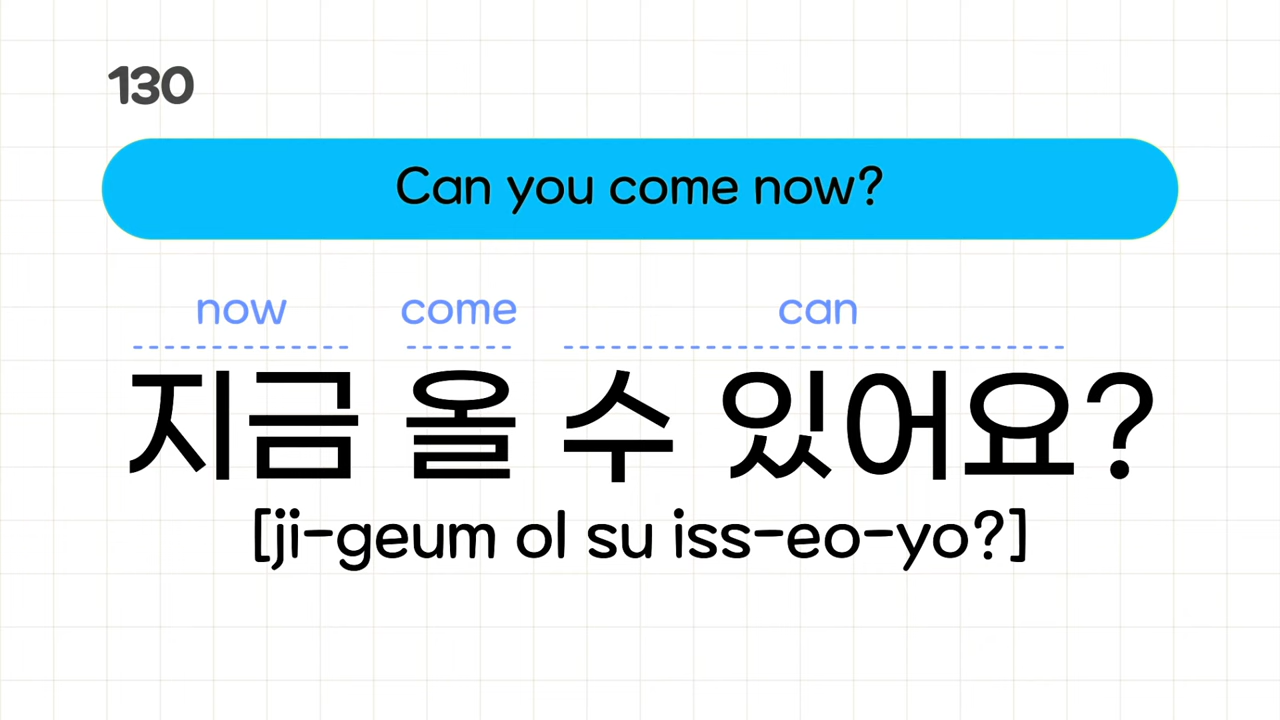 130
Can you come now?
now come can
지금 올 수 있어요?
[ji-geum ol su iss-eo-yo?]